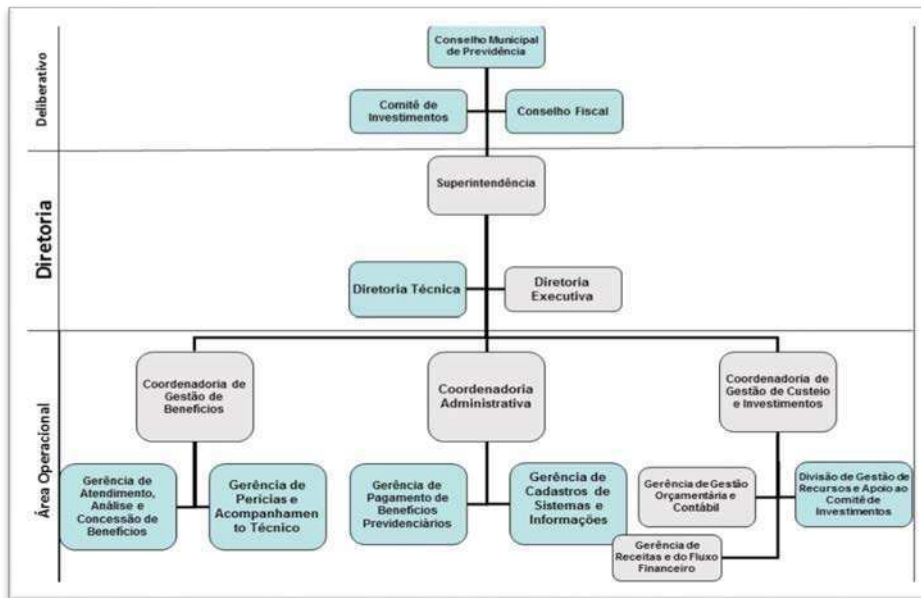 Deliberativo
Conselho Municipal
de Previdência
Comitê de
Investimentos
Conselho Fiscal
Diretoria
Superintendência
Diretoria Técnica
Diretoria
Executiva
Área Operacional
Coordenadoria de
Gestão de
Benefícios
Coordenadoria
Administrativa
Coordenadoria de
Gestão de Custeio
e Investimentos
Gerência de
Atendimento,
Análise e
Concessão de
Benefícios
Gerência de
Perícias e
Acompanhame
nto Técnico
Gerência de
Pagamento de
Benefícios
Previdenciários
Gerência de
Cadastros de
Sistemas e
Informações
Gerência de Gestão
Orçamentária e
Contábil
Divisão de Gestão de
Recursos e Apoio ao
Comitê de
Investimentos
Gerência de
Receitas e do Fluxo
Financeiro